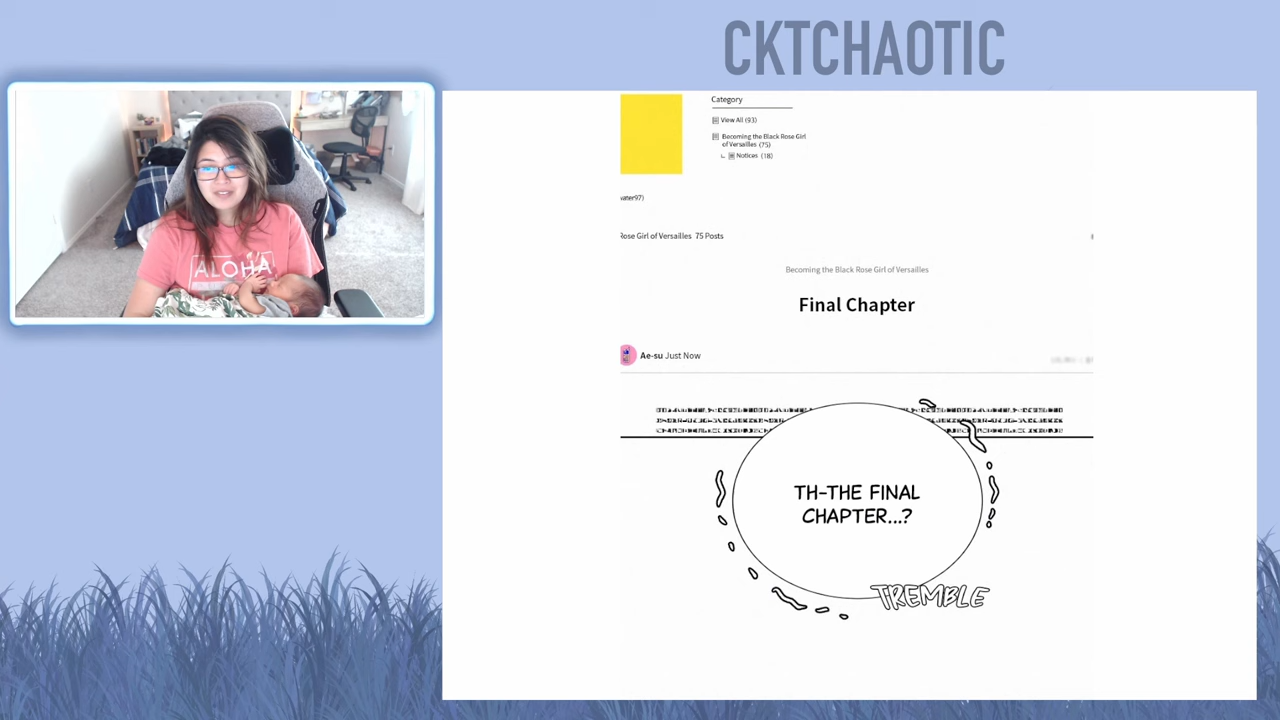 CKTCHAOTIC
ALOHA
Category
View All (93)
Becoming the Black Rose Girl
of Versailles (75)
Notices (18)
water97)
Rose Girl of Versailles 75 Posts
Becoming the Black Rose Girl of Versailles
Final Chapter
Ae-su Just Now
TH-THE FINAL
CHAPTER...?
TREMBLE